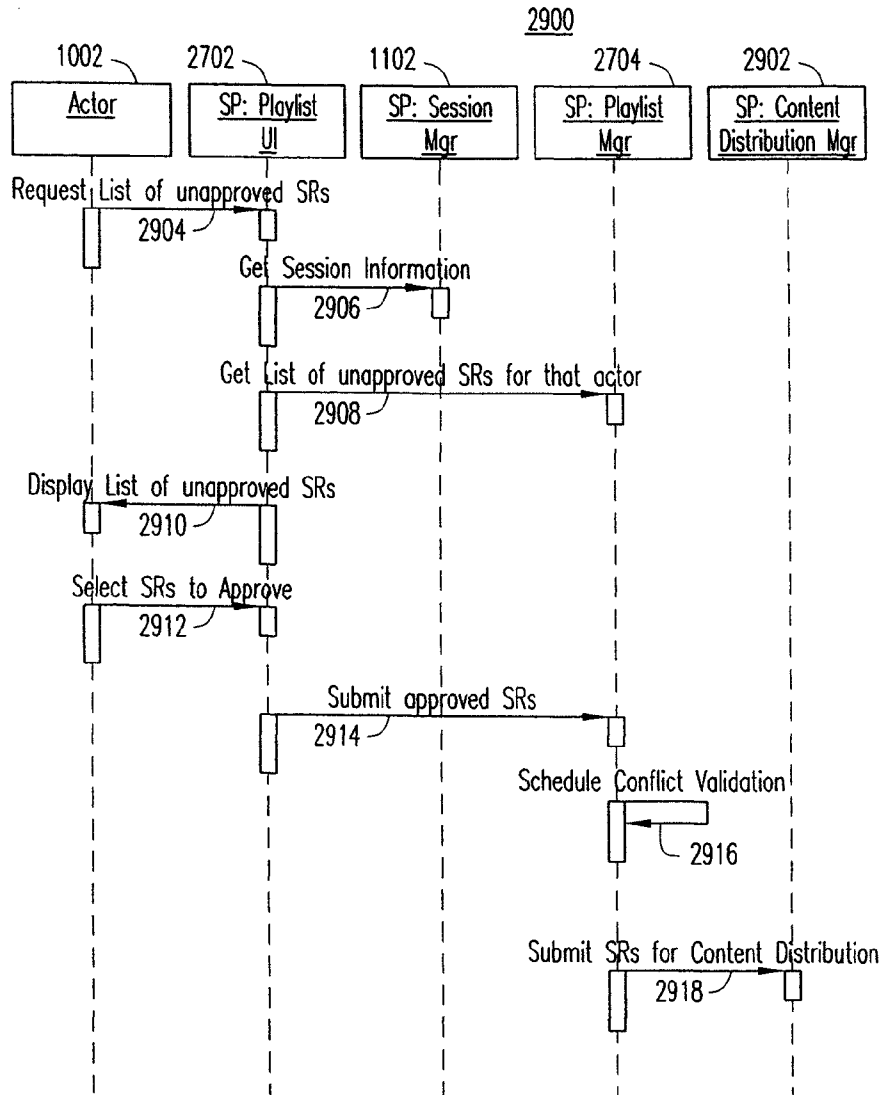 2900
1002
2702
1102
2704
2902
Actor
SP: Playlist
UI
SP: Session
Mgr
SP: Playlist
Mgr
SP: Content
Distribution Mgr
Request List of unapproved SRs
2904
Get Session Information
2906
Get List of unapproved SRs for that actor
2908
Display List of unapproved SRs
2910
Select SRs to Approve
2912
Submit approved SRs
2914
Schedule Conflict Validation
2916
Submit SRs for Content Distribution
2918